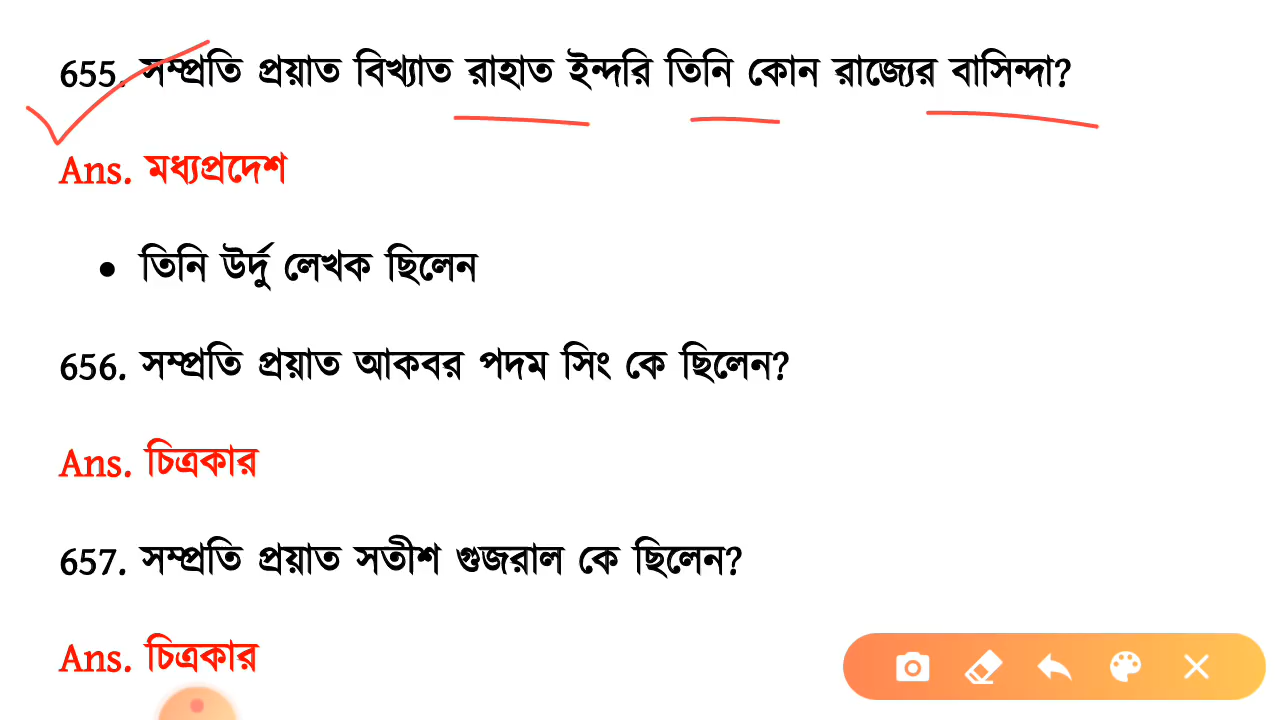 655. সম্প্রতি প্রয়াত বিখ্যাত রাহাত ইন্দরি তিনি কোন রাজ্যের বাসিন্দা?
Ans. মধ্যপ্রদেশ
• তিনি উর্দু লেখক ছিলেন
656. সম্প্রতি প্রয়াত আকবর পদম সিং কে ছিলেন?
Ans. চিত্রকার
657. সম্প্রতি প্রয়াত সতীশ গুজরাল কে ছিলেন?
Ans. চিত্রকার